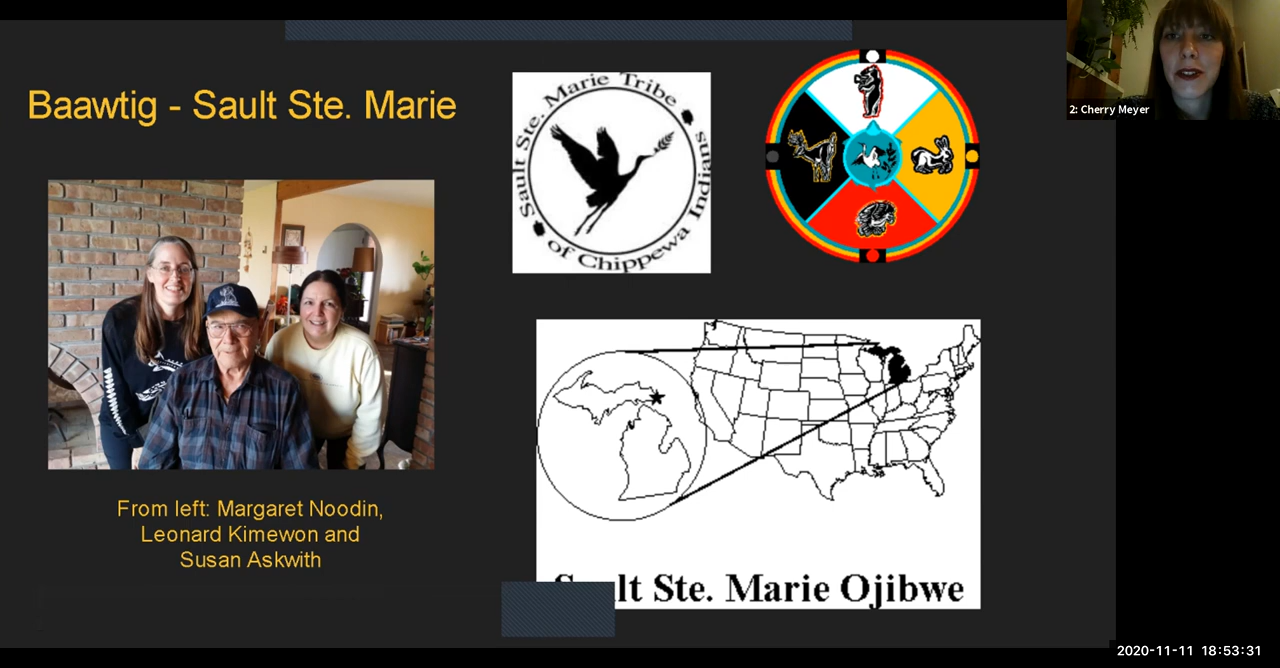 Baawtig - Sault Ste. Marie
Sault Ste. Marie Tribe
of Chippewa Indians
2: Cherry Meyer
From left: Margaret Noodin,
Leonard Kimewon and
Susan Askwith
lt Ste. Marie Ojibwe
2020-11-11 18:53:31